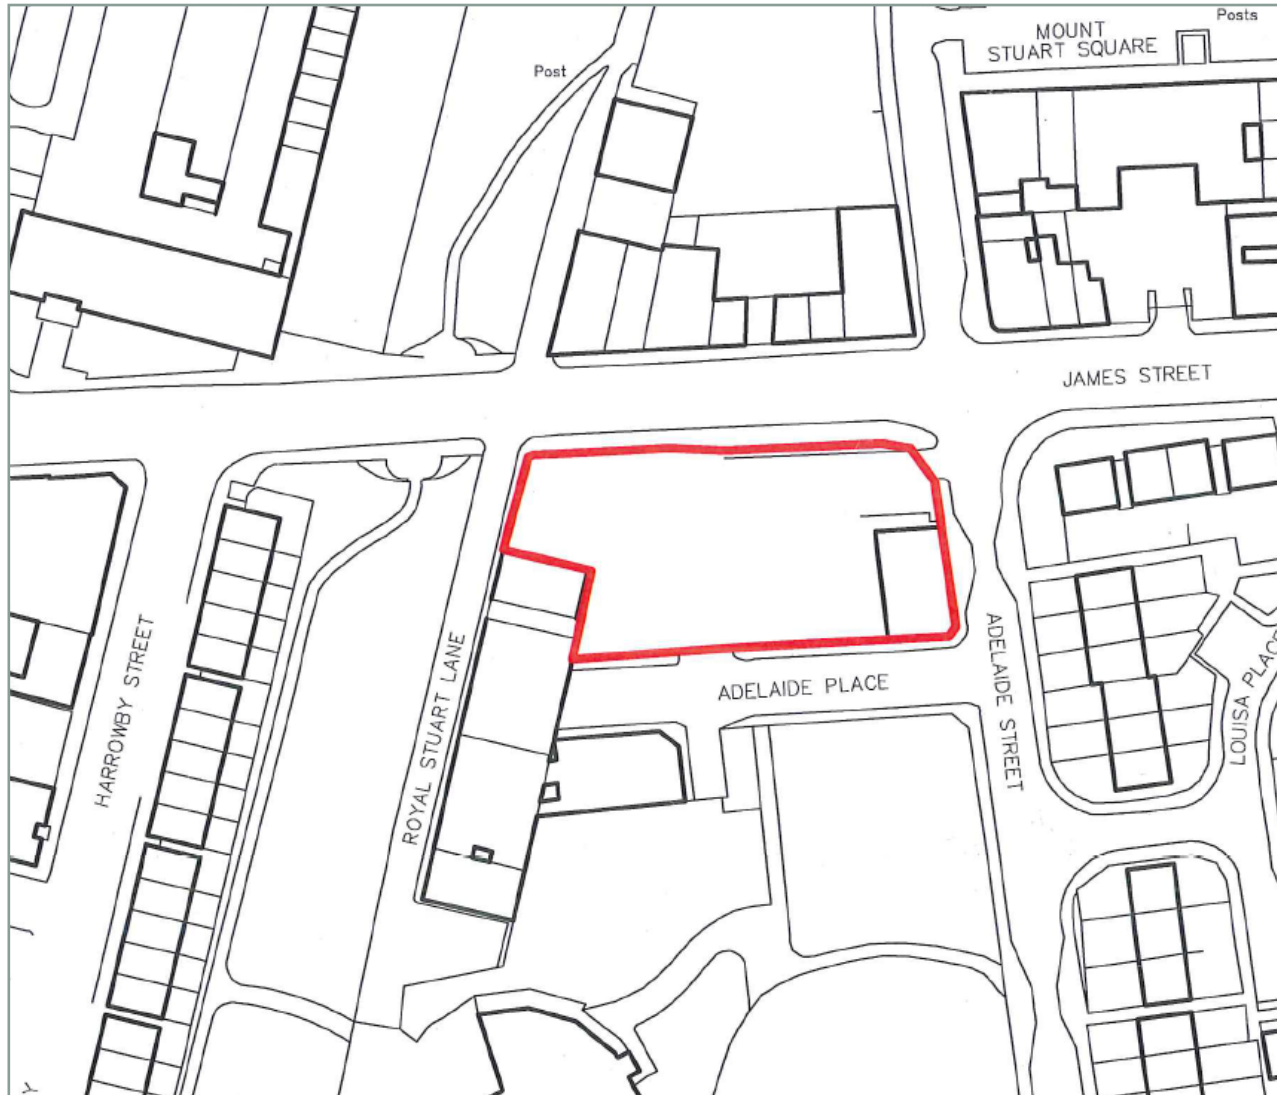 Posts
MOUNT
STUART SQUARE
Post
JAMES STREET
HARROWBY STREET
ROYAL STUART LANE
ADELAIDE PLACE
ADELAIDE STREET
LOUISA PLACE
Y